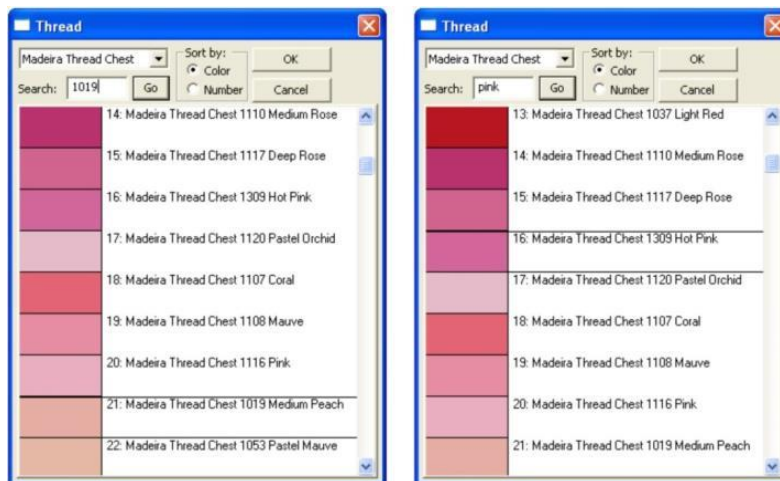 Thread
Madeira Thread Chest
Sort by:
Color
Number
OK
Search: 1019
Go
Cancel
14: Madeira Thread Chest 1110 Medium Rose
15: Madeira Thread Chest 1117 Deep Rose
16: Madeira Thread Chest 1309 Hot Pink
17: Madeira Thread Chest 1120 Pastel Orchid
18: Madeira Thread Chest 1107 Coral
19: Madeira Thread Chest 1108 Mauve
20: Madeira Thread Chest 1116 Pink
21: Madeira Thread Chest 1019 Medium Peach
22: Madeira Thread Chest 1053 Pastel Mauve
Thread
Madeira Thread Chest
Sort by:
Color
Number
OK
Search: pink
Go
Cancel
13: Madeira Thread Chest 1037 Light Red
14: Madeira Thread Chest 1110 Medium Rose
15: Madeira Thread Chest 1117 Deep Rose
16: Madeira Thread Chest 1309 Hot Pink
17: Madeira Thread Chest 1120 Pastel Orchid
18: Madeira Thread Chest 1107 Coral
19: Madeira Thread Chest 1108 Mauve
20: Madeira Thread Chest 1116 Pink
21: Madeira Thread Chest 1019 Medium Peach